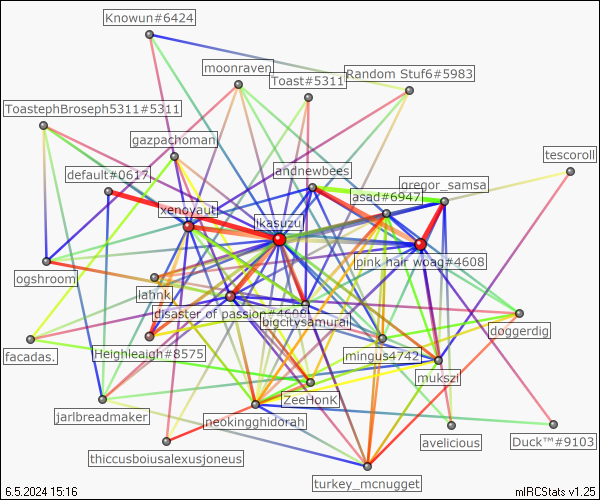 Knowun#6424
moonraven
Toast#5311
Random Stuf6#5983
ToastephBroseph5311#5311
gazpachoman
tescoroll
default#0617
andnewbees
asad#6947
gregor_samsa
xenoyaut
ikasuzu
pink hair woag#4608
ogshroom
lahnk
disaster of passion#4608
bigcitysamurai
doggerdig
facadas.
Heighleaigh#8575
mingus4742
mukszi
jarlbreadmaker
ZeeHonK
neokingghidorah
avelicious
Duck™#9103
thiccusboiusalexusjoneus
turkey_mcnugget
6.5.2024 15:16
mIRCStats v1.25